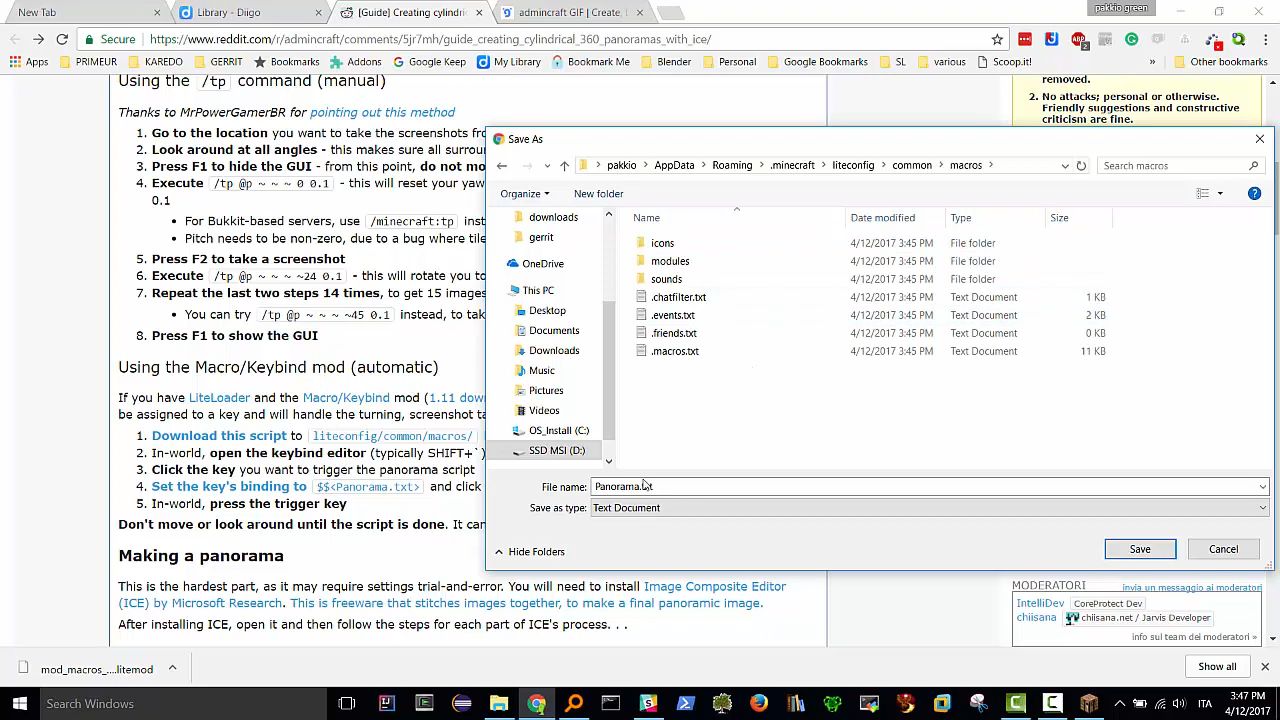 pakkio green
New Tab
Library - Diigo
[Guide] Creating cylindri
admincraft GIF | Create,
Secure
https://www.reddit.com/r/admincraft/comments/5jr7mh/guide_creating_cylindrical_360_panoramas_with_ice/
Apps
PRIMEUR
KAREDO
GERRIT
Bookmarks
Addons
Google Keep
My Library
Bookmark Me
Blender
Personal
Google Bookmarks
SL
various
Scoop.it!
»
Other bookmarks
Using the /tp command (manual)
Thanks to MrPowerGamerBR for pointing out this method
1. Go to the location you want to take the screenshots fro
2. Look around at all angles - this makes sure all surrou
3. Press F1 to hide the GUI - from this point, do not mo
4. Execute /tp @p ~ ~ ~ 0 0.1 - this will reset your yaw
0.1
• For Bukkit-based servers, use /minecraft:tp inst
• Pitch needs to be non-zero, due to a bug where tile
5. Press F2 to take a screenshot
6. Execute /tp @p ~ ~ ~ ~24 0.1 - this will rotate you to
7. Repeat the last two steps 14 times, to get 15 images
• You can try /tp @p ~ ~ ~ ~45 0.1 instead, to tak
8. Press F1 to show the GUI
Using the Macro/Keybind mod (automatic)
If you have LiteLoader and the Macro/Keybind mod (1.11 down
be assigned to a key and will handle the turning, screenshot ta
1. Download this script to liteconfig/common/macros/
2. In-world, open the keybind editor (typically SHIFT+`)
3. Click the key you want to trigger the panorama script
4. Set the key's binding to $$<Panorama.txt> and click
5. In-world, press the trigger key
Don't move or look around until the script is done. It can
Making a panorama
This is the hardest part, as it may require settings trial-and-error. You will need to install Image Composite Editor
(ICE) by Microsoft Research. This is freeware that stitches images together, to make a final panoramic image.
After installing ICE, open it and then follow the steps for each part of ICE's process. . .
removed.
2. No attacks; personal or otherwise.
Friendly suggestions and constructive
criticism are fine.
Save As
pakkio
AppData
Roaming
.minecraft
liteconfig
common
macros
Search macros
Organize
New folder
downloads
gerrit
OneDrive
This PC
Desktop
Documents
Downloads
Music
Pictures
Videos
OS_Install (C:)
SSD MSI (D:)
Name Date modified Type Size
icons 4/12/2017 3:45 PM File folder
modules 4/12/2017 3:45 PM File folder
sounds 4/12/2017 3:45 PM File folder
.chatfilter.txt 4/12/2017 3:45 PM Text Document 1 KB
.events.txt 4/12/2017 3:45 PM Text Document 2 KB
.friends.txt 4/12/2017 3:45 PM Text Document 0 KB
.macros.txt 4/12/2017 3:45 PM Text Document 11 KB
File name: Panorama.txt
Save as type: Text Document
Hide Folders
Save
Cancel
MODERATORI
invia un messaggio ai moderatori
IntelliDev CoreProtect Dev
chiisana chiisana.net / Jarvis Developer
info sul team dei moderatori »
mod_macros_....litemod
Show all
Search Windows
ITA
3:47 PM
4/12/2017